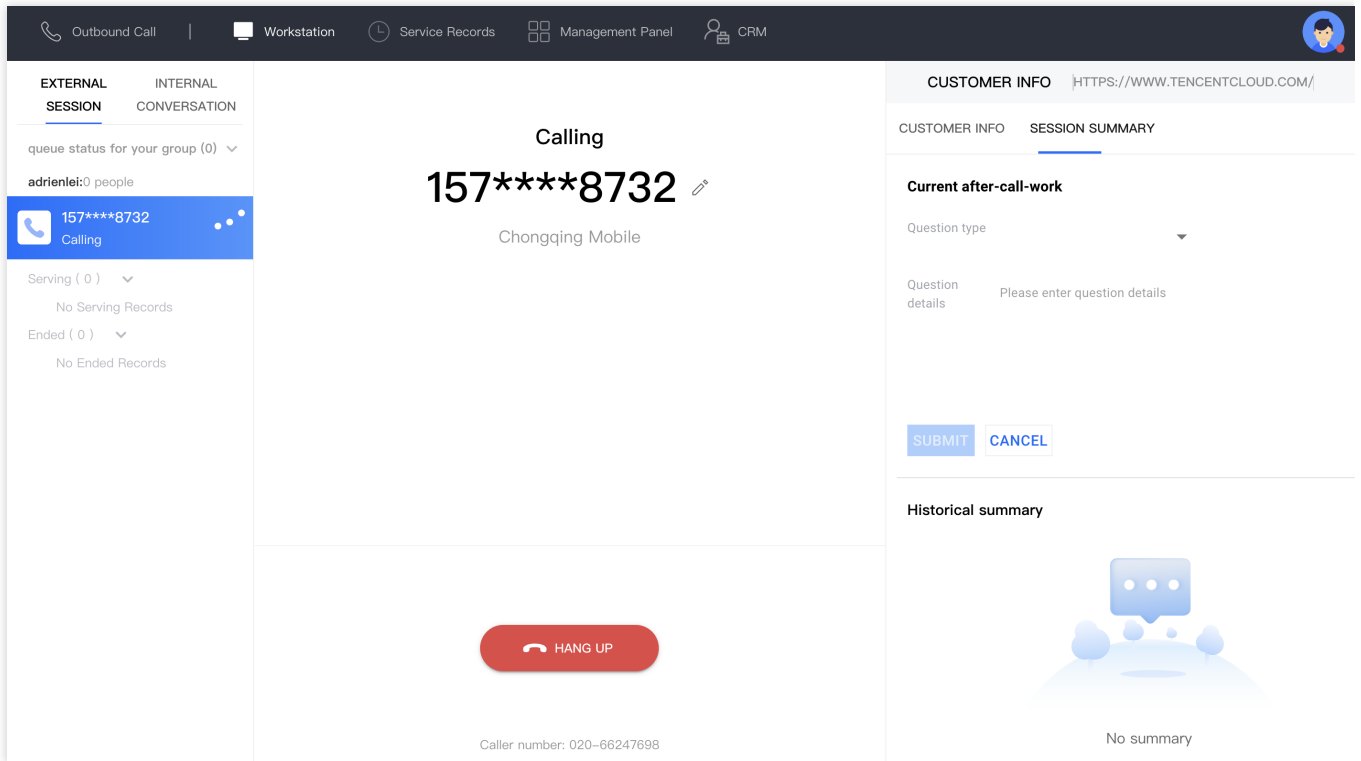 Outbound Call | Workstation Service Records Management Panel CRM
EXTERNAL SESSION
INTERNAL CONVERSATION
queue status for your group (0)
adrienlei:0 people
157****8732
Calling
Serving ( 0 )
No Serving Records
Ended ( 0 )
No Ended Records
Calling
157****8732
Chongqing Mobile
HANG UP
Caller number: 020-66247698
CUSTOMER INFO HTTPS://WWW.TENCENTCLOUD.COM/
CUSTOMER INFO SESSION SUMMARY
Current after-call-work
Question type
Question details
Please enter question details
SUBMIT CANCEL
Historical summary
No summary